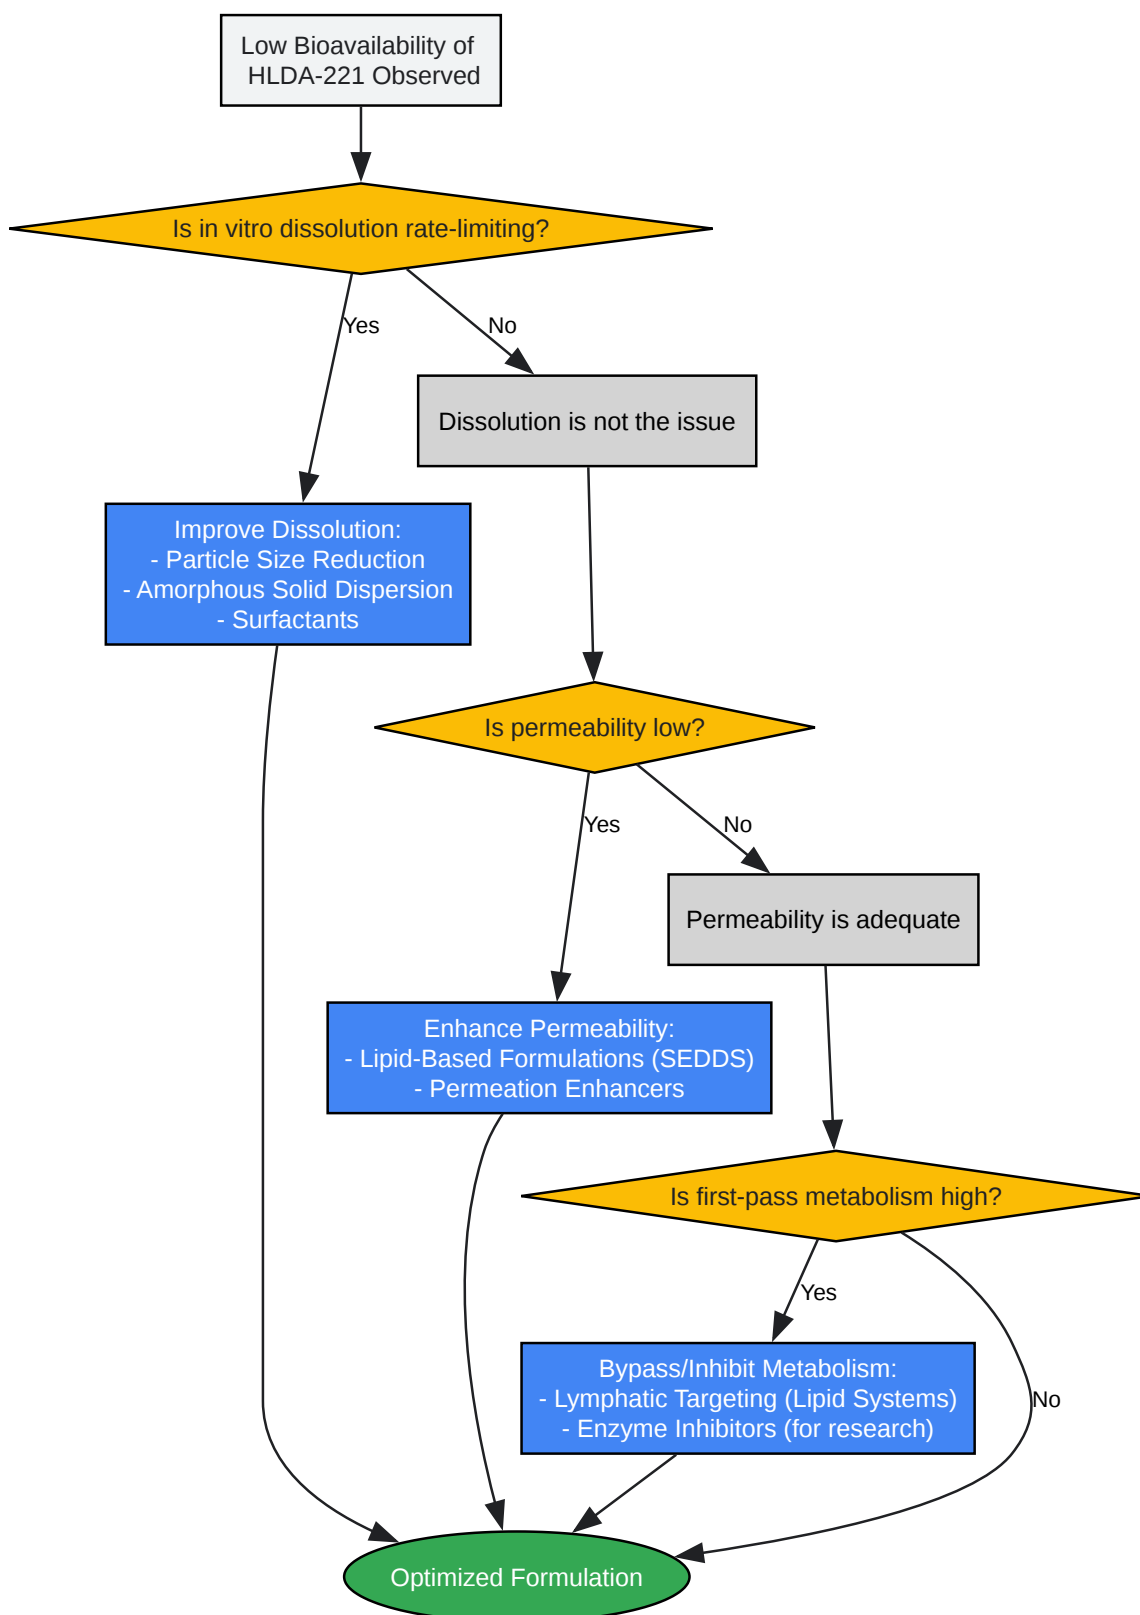 Low Bioavailability of
HLDA-221 Observed
Is in vitro dissolution rate-limiting?
Yes
No
Dissolution is not the issue
Improve Dissolution:
- Particle Size Reduction
- Amorphous Solid Dispersion
- Surfactants
Is permeability low?
Yes
No
Permeability is adequate
Enhance Permeability:
- Lipid-Based Formulations (SEDDS)
- Permeation Enhancers
Is first-pass metabolism high?
Yes
Bypass/Inhibit Metabolism:
- Lymphatic Targeting (Lipid Systems)
- Enzyme Inhibitors (for research)
No
Optimized Formulation